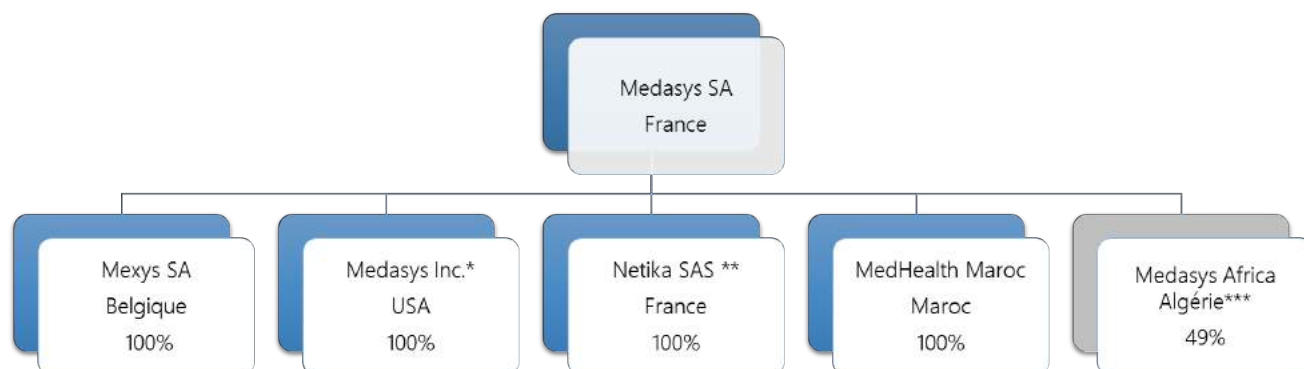 Medasys SA
France
Mexys SA
Belgique
100%
Medasys Inc.*
USA
100%
Netika SAS **
France
100%
MedHealth Maroc
Maroc
100%
Medasys Africa
Algérie***
49%